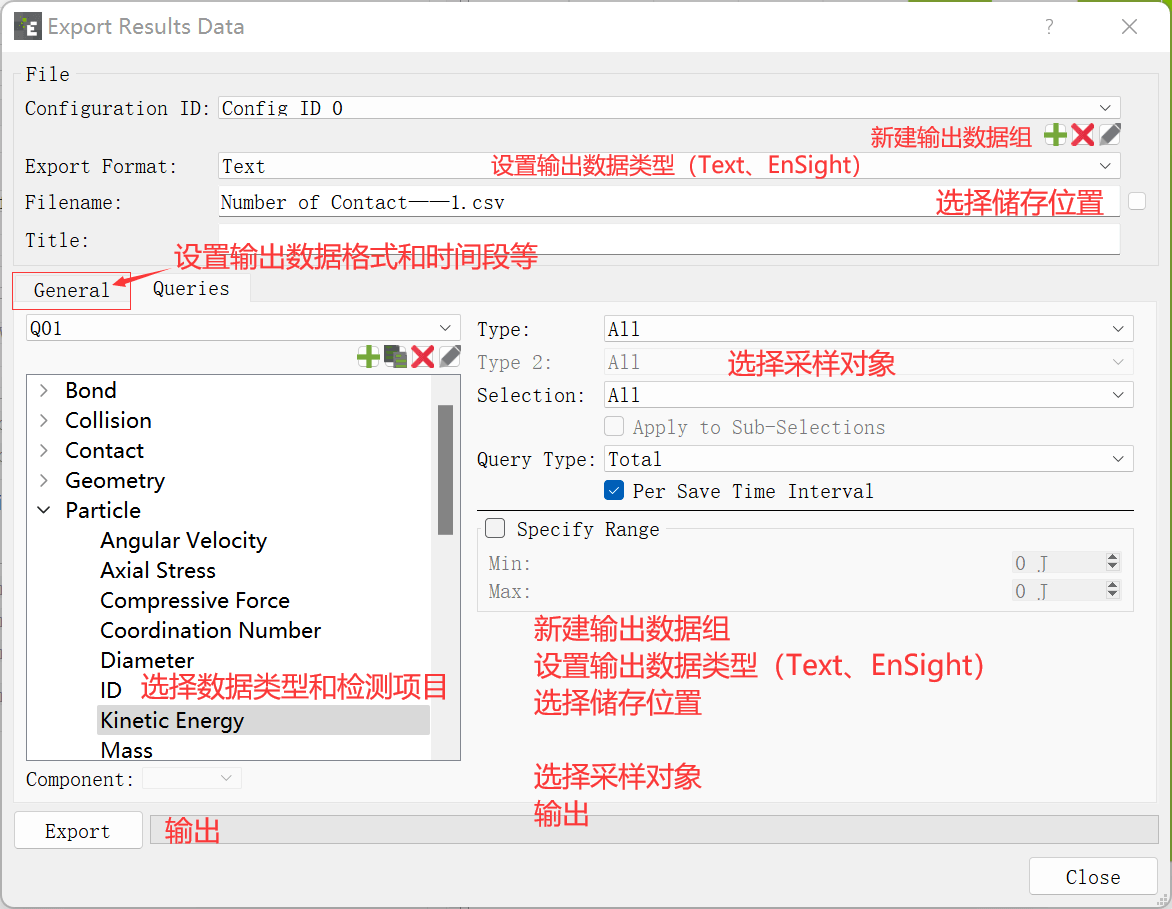 Export Results Data
File
Configuration ID: Config ID 0
新建输出数据组
Export Format: Text 设置输出数据类型（Text、EnSight）
Filename: Number of Contact——1.csv 选择储存位置
Title:
设置输出数据格式和时间段等
General Queries
Q01
Type: All
Type 2: All 选择采样对象
Selection: All
Apply to Sub-Selections
Query Type: Total
Per Save Time Interval
Specify Range
Min: 0 J
Max: 0 J
Bond
Collision
Contact
Geometry
Particle
Angular Velocity
Axial Stress
Compressive Force
Coordination Number
Diameter
ID 选择数据类型和检测项目
Kinetic Energy
Mass
Component:
新建输出数据组
设置输出数据类型（Text、EnSight）
选择储存位置
选择采样对象
输出
Export 输出
Close